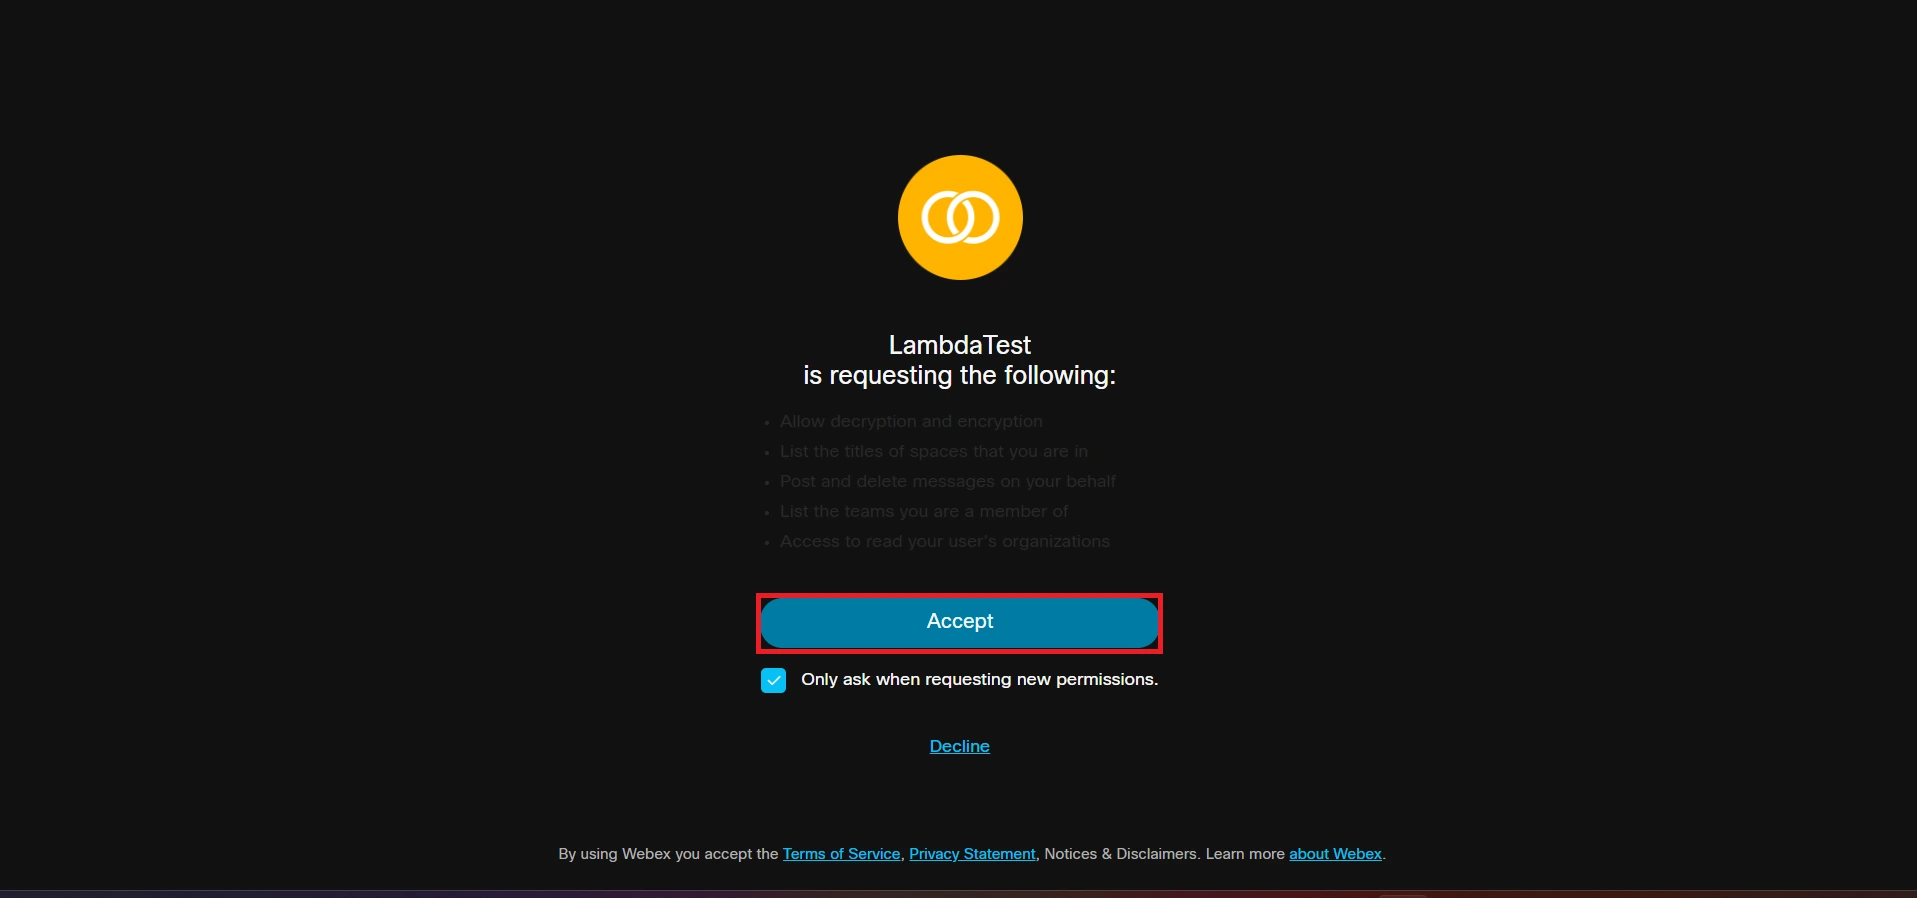 LambdaTest
is requesting the following:
• Allow decryption and encryption
• List the titles of spaces that you are in
• Post and delete messages on your behalf
• List the teams you are a member of
• Access to read your user's organizations
Accept
Only ask when requesting new permissions.
Decline
By using Webex you accept the Terms of Service, Privacy Statement, Notices & Disclaimers. Learn more about Webex.